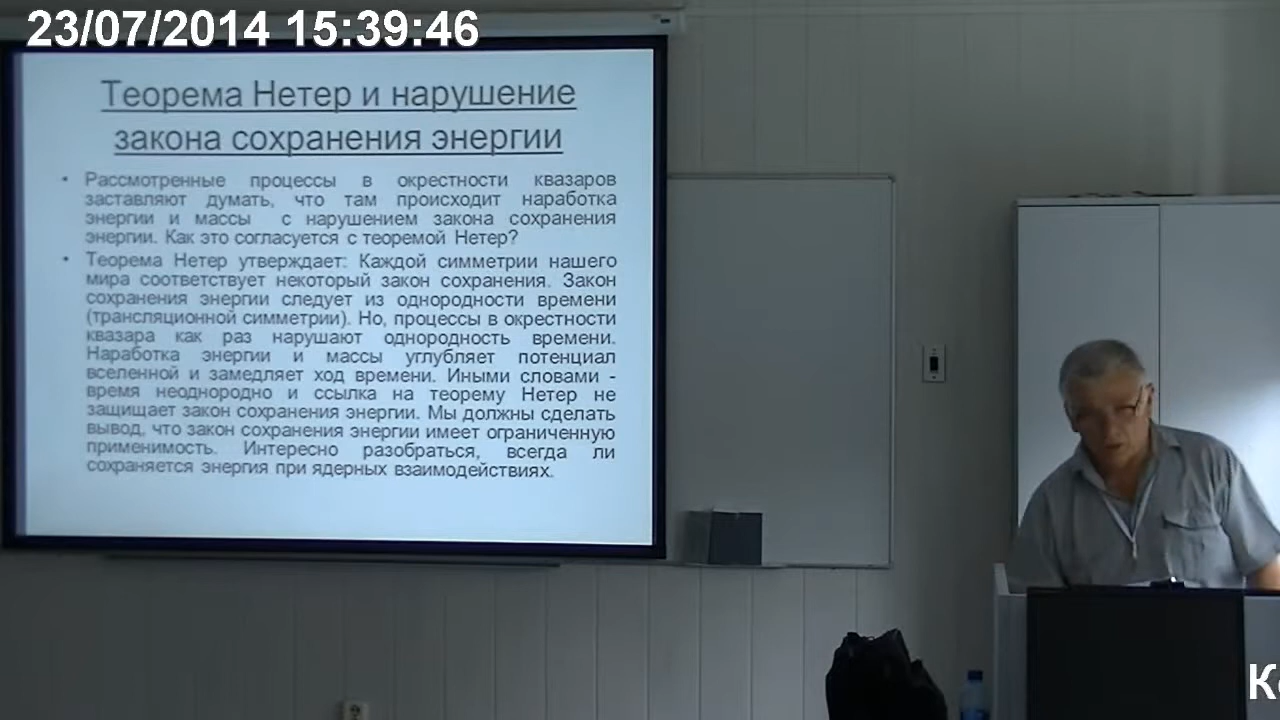 23/07/2014 15:39:46
Теорема Нетер и нарушение
закона сохранения энергии
• Рассмотренные процессы в окрестности квазаров
заставляют думать, что там происходит наработка
энергии и массы с нарушением закона сохранения
энергии. Как это согласуется с теоремой Нетер?
• Теорема Нетер утверждает: Каждой симметрии нашего
мира соответствует некоторый закон сохранения. Закон
сохранения энергии следует из однородности времени
(трансляционной симметрии). Но, процессы в окрестности
квазара как раз нарушают однородность времени.
Наработка энергии и массы углубляет потенциал
вселенной и замедляет ход времени. Иными словами -
время неоднородно и ссылка на теорему Нетер не
защищает закон сохранения энергии. Мы должны сделать
вывод, что закон сохранения энергии имеет ограниченную
применимость. Интересно разобраться, всегда ли
сохраняется энергия при ядерных взаимодействиях.